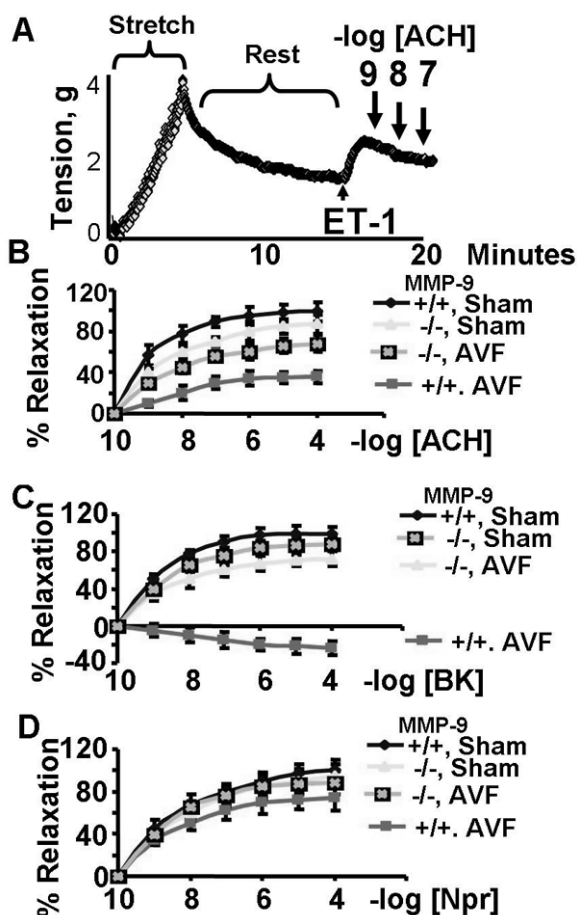 A
Stretch
Rest
-log [ACH]
9 8 7
Tension, g
4
2
0
ET-1
0 10 20 Minutes
B
% Relaxation
120
80
40
0
10 8 6 4 -log [ACH]
MMP-9
+/+, Sham
-/-, Sham
-/-, AVF
+/+. AVF
C
% Relaxation
120
80
40
0
-40
10 8 6 4 -log [BK]
MMP-9
+/+, Sham
-/-, Sham
-/-, AVF
+/+. AVF
D
% Relaxation
120
80
40
0
10 8 6 4 -log [Npr]
MMP-9
+/+, Sham
-/-, Sham
-/-, AVF
+/+. AVF